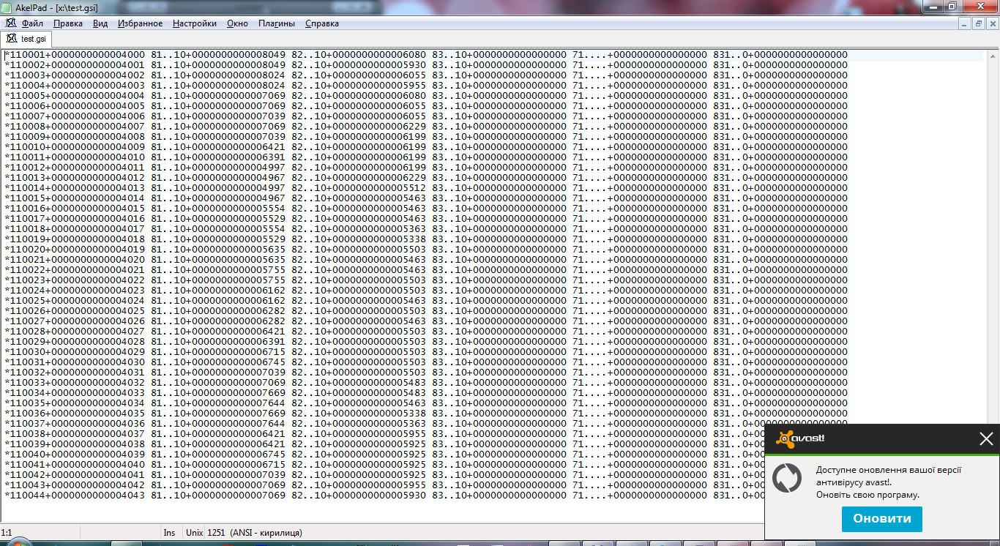 AkelPad - [x:\test.gsi]
Файл Правка Вид Избранное Настройки Окно Плагины Справка
test.gsi
*110001+0000000000004000 81..10+0000000000008049 82..10+0000000000006080 83..10+0000000000000000 71....+0000000000000000 831..0+0000000000000000
*110002+0000000000004001 81..10+0000000000008049 82..10+0000000000005930 83..10+0000000000000000 71....+0000000000000000 831..0+0000000000000000
*110003+0000000000004002 81..10+0000000000008024 82..10+0000000000006055 83..10+0000000000000000 71....+0000000000000000 831..0+0000000000000000
*110004+0000000000004003 81..10+0000000000008024 82..10+0000000000005955 83..10+0000000000000000 71....+0000000000000000 831..0+0000000000000000
*110005+0000000000004004 81..10+0000000000007069 82..10+0000000000006080 83..10+0000000000000000 71....+0000000000000000 831..0+0000000000000000
*110006+0000000000004005 81..10+0000000000007069 82..10+0000000000006055 83..10+0000000000000000 71....+0000000000000000 831..0+0000000000000000
*110007+0000000000004006 81..10+0000000000007039 82..10+0000000000006055 83..10+0000000000000000 71....+0000000000000000 831..0+0000000000000000
*110008+0000000000004007 81..10+0000000000007069 82..10+0000000000006229 83..10+0000000000000000 71....+0000000000000000 831..0+0000000000000000
*110009+0000000000004008 81..10+0000000000007039 82..10+0000000000006199 83..10+0000000000000000 71....+0000000000000000 831..0+0000000000000000
*110010+0000000000004009 81..10+0000000000006421 82..10+0000000000006199 83..10+0000000000000000 71....+0000000000000000 831..0+0000000000000000
*110011+0000000000004010 81..10+0000000000006391 82..10+0000000000006199 83..10+0000000000000000 71....+0000000000000000 831..0+0000000000000000
*110012+0000000000004011 81..10+0000000000004997 82..10+0000000000006199 83..10+0000000000000000 71....+0000000000000000 831..0+0000000000000000
*110013+0000000000004012 81..10+0000000000004967 82..10+0000000000006229 83..10+0000000000000000 71....+0000000000000000 831..0+0000000000000000
*110014+0000000000004013 81..10+0000000000004997 82..10+0000000000005512 83..10+0000000000000000 71....+0000000000000000 831..0+0000000000000000
*110015+0000000000004014 81..10+0000000000004967 82..10+0000000000005463 83..10+0000000000000000 71....+0000000000000000 831..0+0000000000000000
*110016+0000000000004015 81..10+0000000000005554 82..10+0000000000005463 83..10+0000000000000000 71....+0000000000000000 831..0+0000000000000000
*110017+0000000000004016 81..10+0000000000005529 82..10+0000000000005463 83..10+0000000000000000 71....+0000000000000000 831..0+0000000000000000
*110018+0000000000004017 81..10+0000000000005554 82..10+0000000000005363 83..10+0000000000000000 71....+0000000000000000 831..0+0000000000000000
*110019+0000000000004018 81..10+0000000000005529 82..10+0000000000005338 83..10+0000000000000000 71....+0000000000000000 831..0+0000000000000000
*110020+0000000000004019 81..10+0000000000005635 82..10+0000000000005503 83..10+0000000000000000 71....+0000000000000000 831..0+0000000000000000
*110021+0000000000004020 81..10+0000000000005635 82..10+0000000000005463 83..10+0000000000000000 71....+0000000000000000 831..0+0000000000000000
*110022+0000000000004021 81..10+0000000000005755 82..10+0000000000005463 83..10+0000000000000000 71....+0000000000000000 831..0+0000000000000000
*110023+0000000000004022 81..10+0000000000005755 82..10+0000000000005503 83..10+0000000000000000 71....+0000000000000000 831..0+0000000000000000
*110024+0000000000004023 81..10+0000000000006162 82..10+0000000000005503 83..10+0000000000000000 71....+0000000000000000 831..0+0000000000000000
*110025+0000000000004024 81..10+0000000000006162 82..10+0000000000005463 83..10+0000000000000000 71....+0000000000000000 831..0+0000000000000000
*110026+0000000000004025 81..10+0000000000006282 82..10+0000000000005503 83..10+0000000000000000 71....+0000000000000000 831..0+0000000000000000
*110027+0000000000004026 81..10+0000000000006282 82..10+0000000000005463 83..10+0000000000000000 71....+0000000000000000 831..0+0000000000000000
*110028+0000000000004027 81..10+0000000000006421 82..10+0000000000005503 83..10+0000000000000000 71....+0000000000000000 831..0+0000000000000000
*110029+0000000000004028 81..10+0000000000006391 82..10+0000000000005503 83..10+0000000000000000 71....+0000000000000000 831..0+0000000000000000
*110030+0000000000004029 81..10+0000000000006715 82..10+0000000000005503 83..10+0000000000000000 71....+0000000000000000 831..0+0000000000000000
*110031+0000000000004030 81..10+0000000000006745 82..10+0000000000005503 83..10+0000000000000000 71....+0000000000000000 831..0+0000000000000000
*110032+0000000000004031 81..10+0000000000007039 82..10+0000000000005503 83..10+0000000000000000 71....+0000000000000000 831..0+0000000000000000
*110033+0000000000004032 81..10+0000000000007069 82..10+0000000000005483 83..10+0000000000000000 71....+0000000000000000 831..0+0000000000000000
*110034+0000000000004033 81..10+0000000000007669 82..10+0000000000005483 83..10+0000000000000000 71....+0000000000000000 831..0+0000000000000000
*110035+0000000000004034 81..10+0000000000007644 82..10+0000000000005463 83..10+0000000000000000 71....+0000000000000000 831..0+0000000000000000
*110036+0000000000004035 81..10+0000000000007669 82..10+0000000000005338 83..10+0000000000000000 71....+0000000000000000 831..0+0000000000000000
*110037+0000000000004036 81..10+0000000000007644 82..10+0000000000005363 83..10+0000000000000000 71....+0000000000000000 831..0+00
*110038+0000000000004037 81..10+0000000000006421 82..10+0000000000005955 83..10+0000000000000000 71....+0000000000000000 831..0+00
*110039+0000000000004038 81..10+0000000000006421 82..10+0000000000005925 83..10+0000000000000000 71....+0000000000000000 831..0+00
*110040+0000000000004039 81..10+0000000000006745 82..10+0000000000005925 83..10+0000000000000000 71....+0000000000000000 831..0+00
*110041+0000000000004040 81..10+0000000000006715 82..10+0000000000005925 83..10+0000000000000000 71....+0000000000000000 831..0+00
*110042+0000000000004041 81..10+0000000000007039 82..10+0000000000005925 83..10+0000000000000000 71....+0000000000000000 831..0+00
*110043+0000000000004042 81..10+0000000000007069 82..10+0000000000005955 83..10+0000000000000000 71....+0000000000000000 831..0+00
*110044+0000000000004043 81..10+0000000000007069 82..10+0000000000005930 83..10+0000000000000000 71....+0000000000000000 831..0+00
avast!
Доступне оновлення вашої версії
антивірусу avast!.
Оновіть свою програму.
Оновити
1:1 Ins Unix 1251 (ANSI - кирилиця)